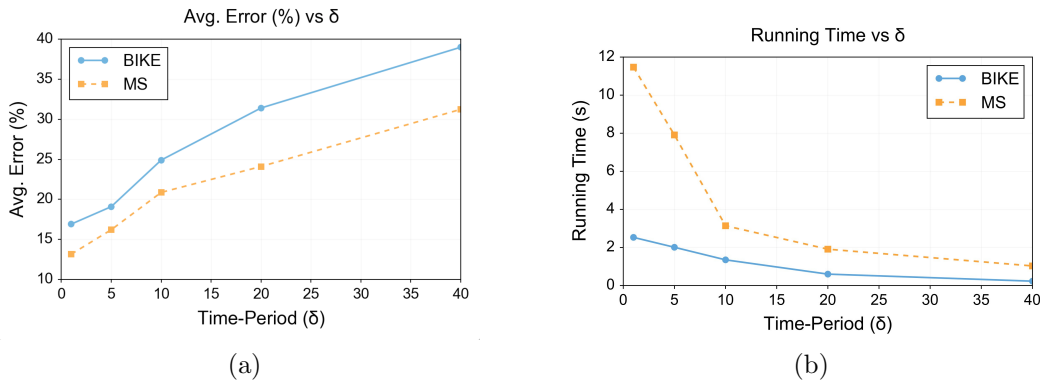 Avg. Error (%) vs δ
Avg. Error (%)
40
35
30
25
20
15
10
BIKE
MS
0 5 10 15 20 25 30 35 40
Time-Period (δ)
(a)
Running Time vs δ
Running Time (s)
12
10
8
6
4
2
0
BIKE
MS
0 5 10 15 20 25 30 35 40
Time-Period (δ)
(b)